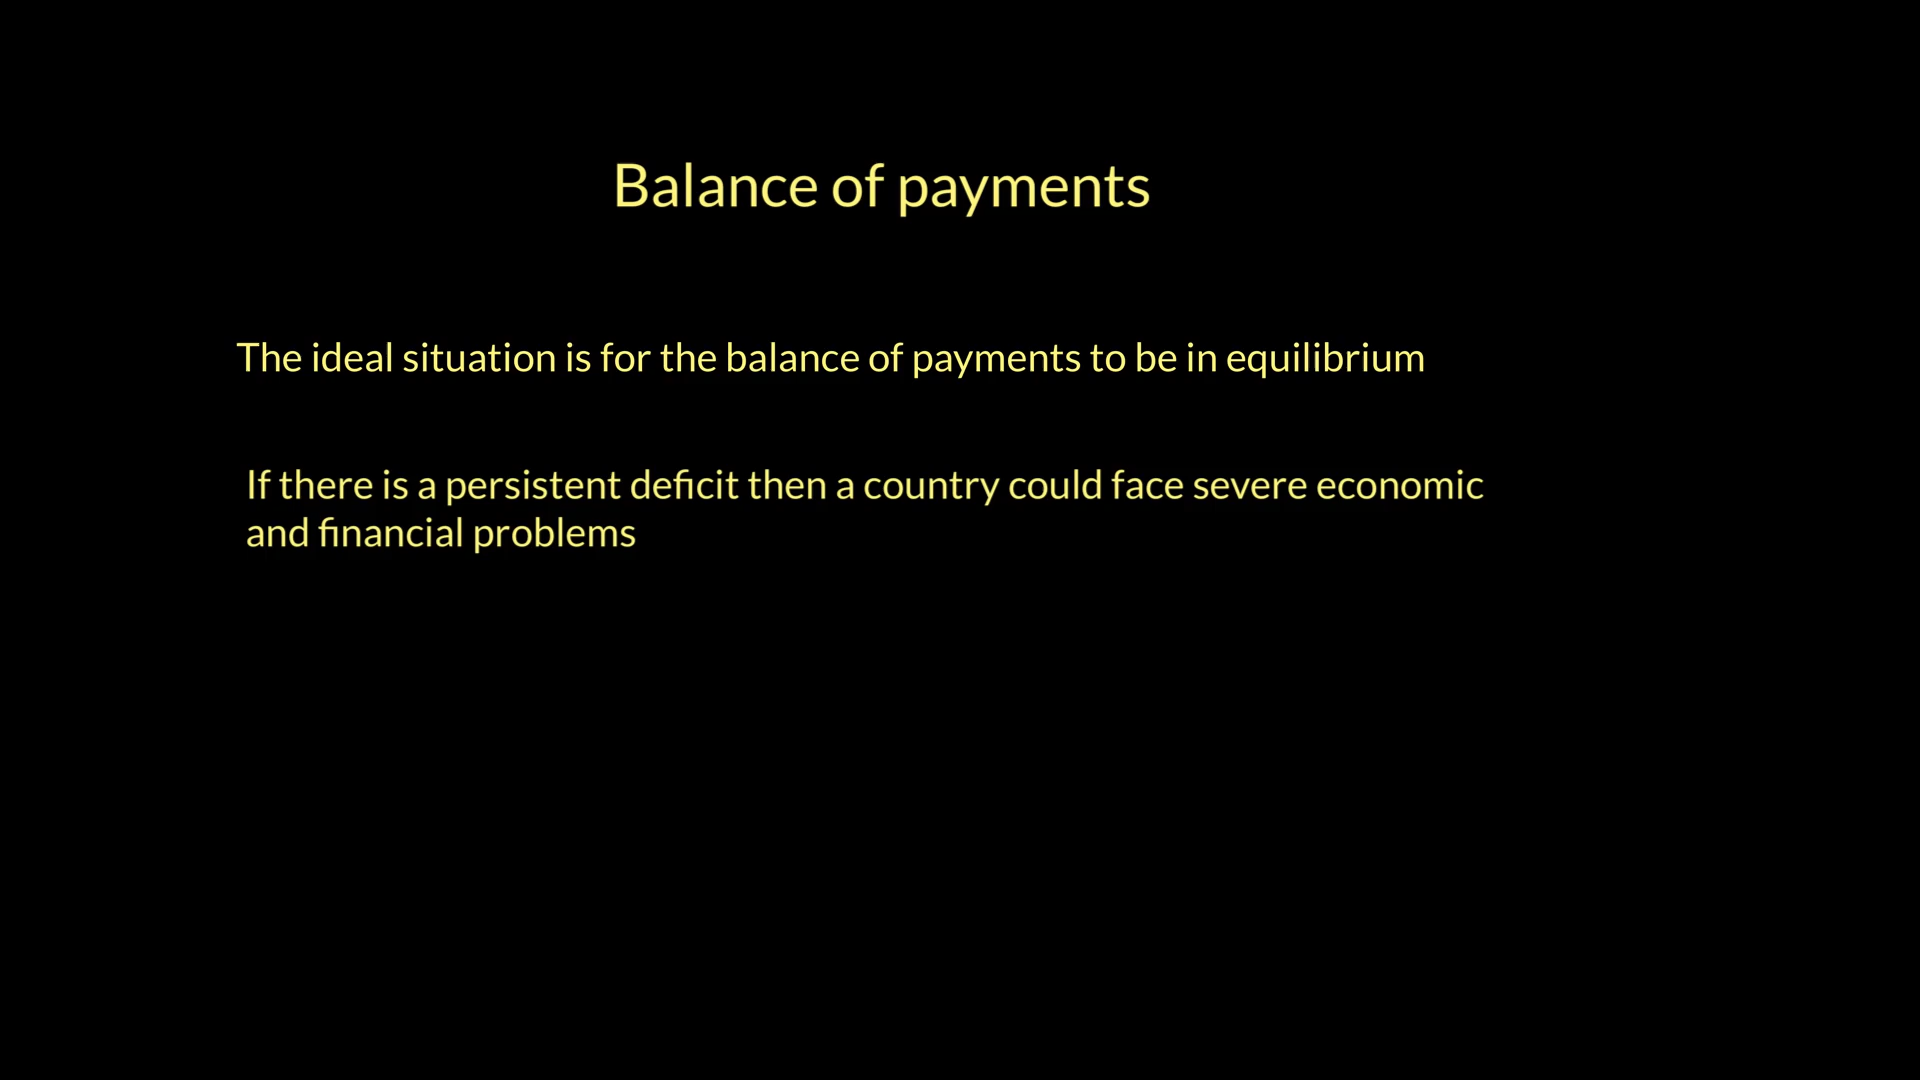 Balance of payments
The ideal situation is for the balance of payments to be in equilibrium
If there is a persistent deficit then a country could face severe economic
and financial problems